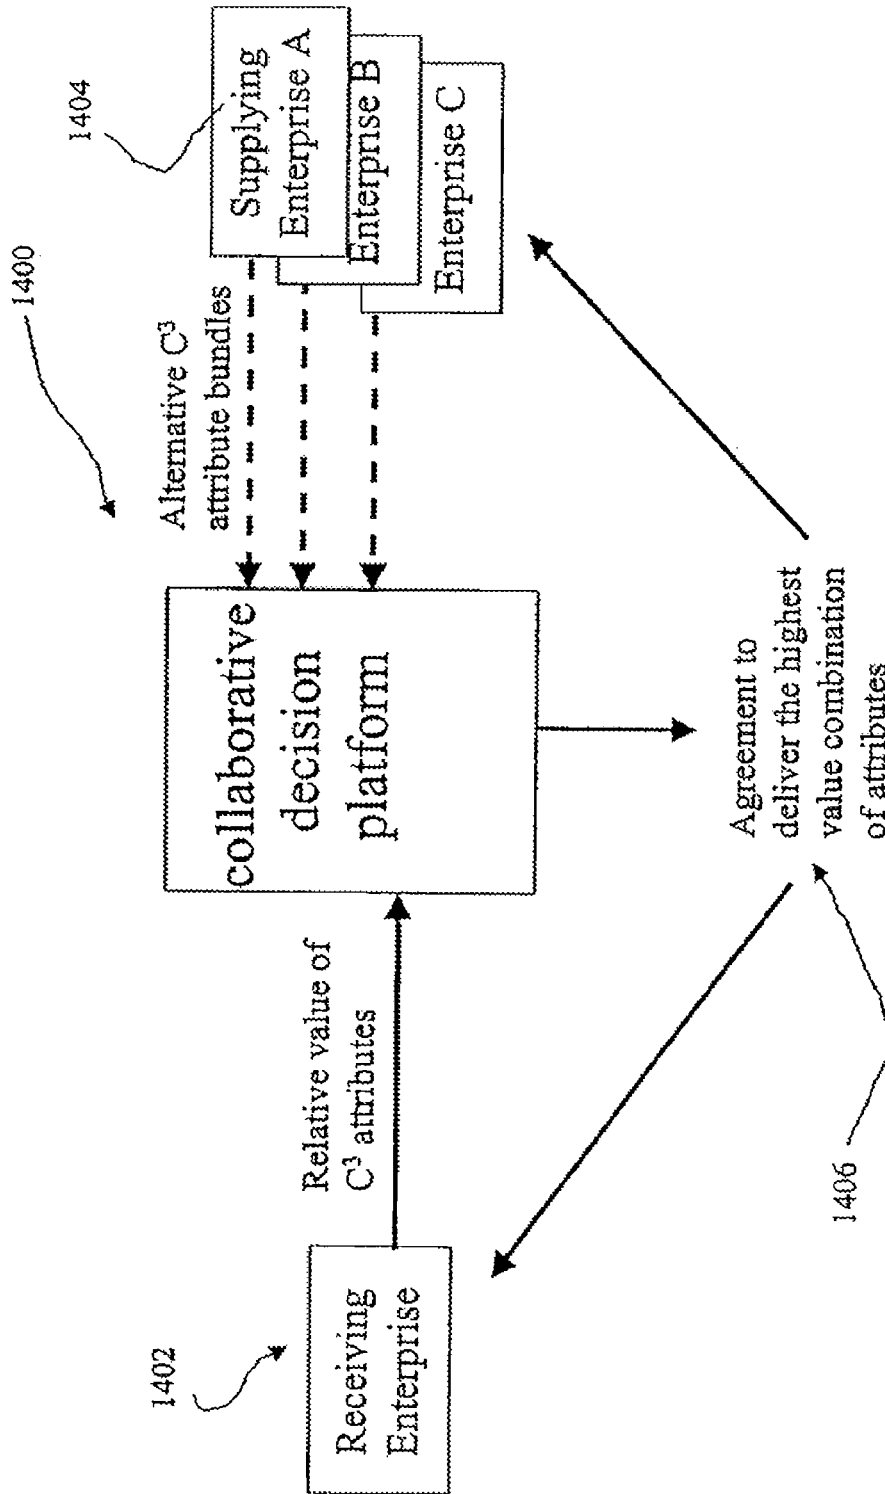 1400
1404
Supplying
Enterprise A
Enterprise B
Enterprise C
Alternative C³
attribute bundles
collaborative
decision
platform
Relative value of
C³ attributes
1402
Receiving
Enterprise
Agreement to
deliver the highest
value combination
of attributes
1406